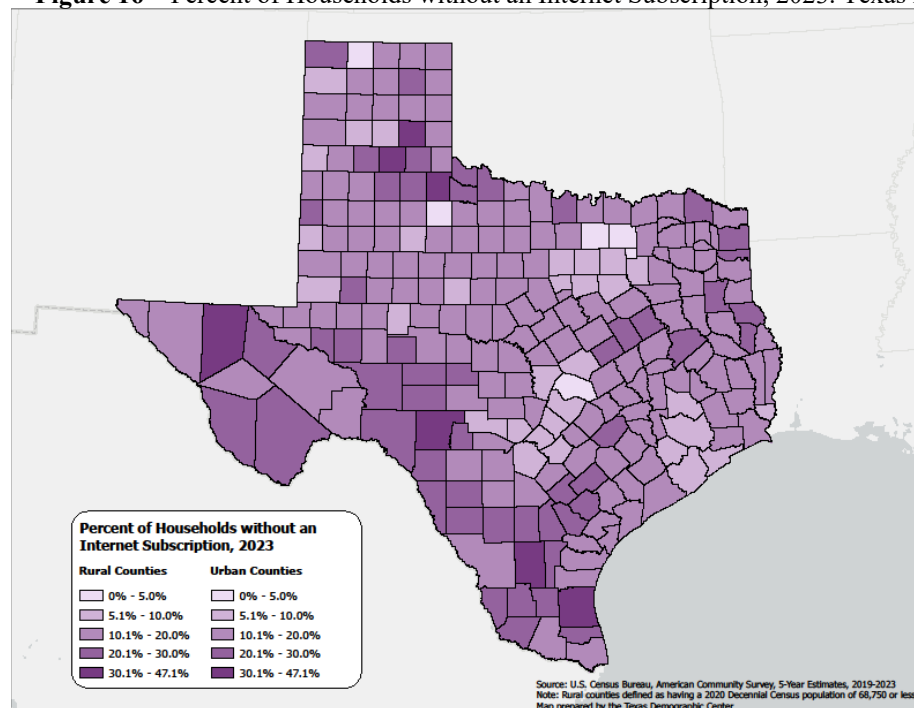 Figure 10 Percent of Households without an Internet Subscription, 2023: Texas
Percent of Households without an
Internet Subscription, 2023
Rural Counties Urban Counties
0% - 5.0% 0% - 5.0%
5.1% - 10.0% 5.1% - 10.0%
10.1% - 20.0% 10.1% - 20.0%
20.1% - 30.0% 20.1% - 30.0%
30.1% - 47.1% 30.1% - 47.1%
Source: U.S. Census Bureau, American Community Survey, 5-Year Estimates, 2019-2023
Note: Rural counties defined as having a 2020 Decennial Census population of 68,750 or less
Map prepared by the Texas Demographic Center